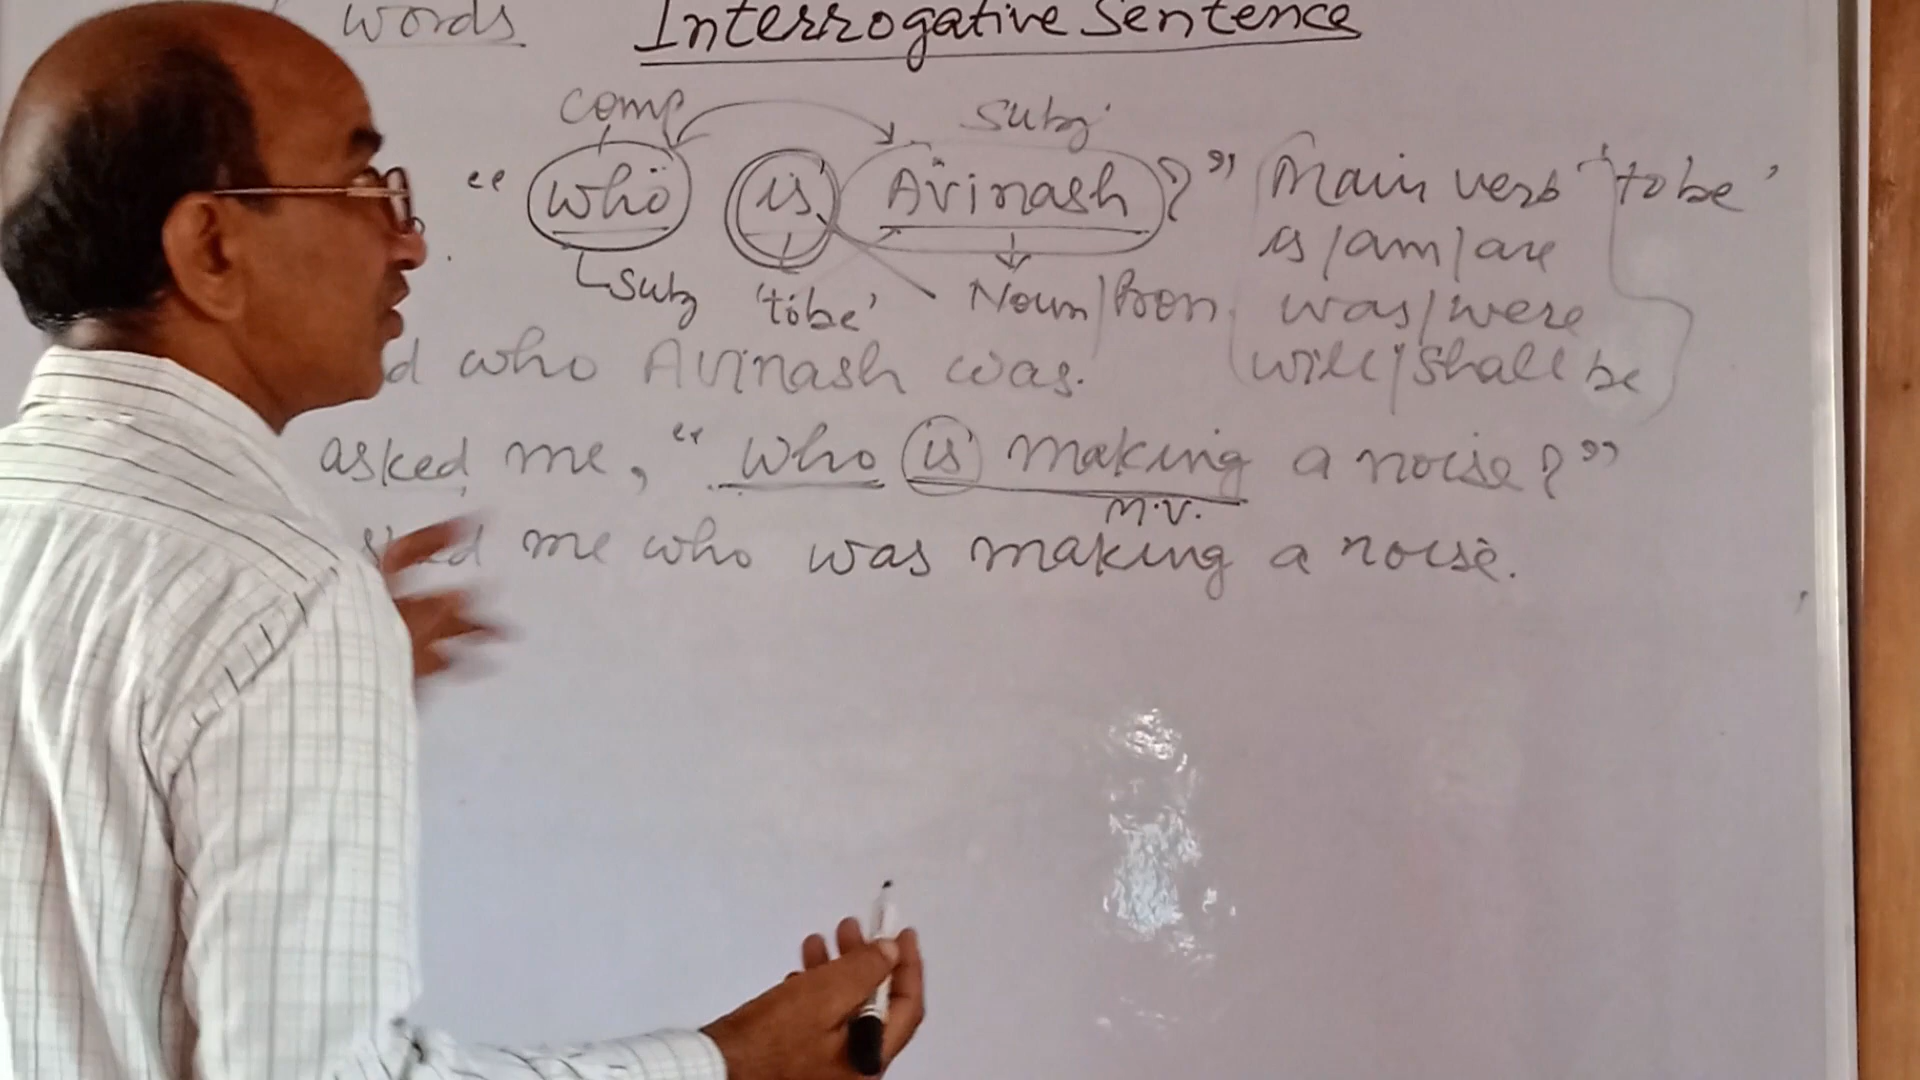 words Interrogative Sentence
comp subj
“ who is Avinash ? ” Main verb ‘to be’
is / am / are
Subj ‘to be’ Noun / Pron was / were
d who Avinash was. will / shall be
asked me, “ who is making a noise ? ”
M.V.
ked me who was making a noise.